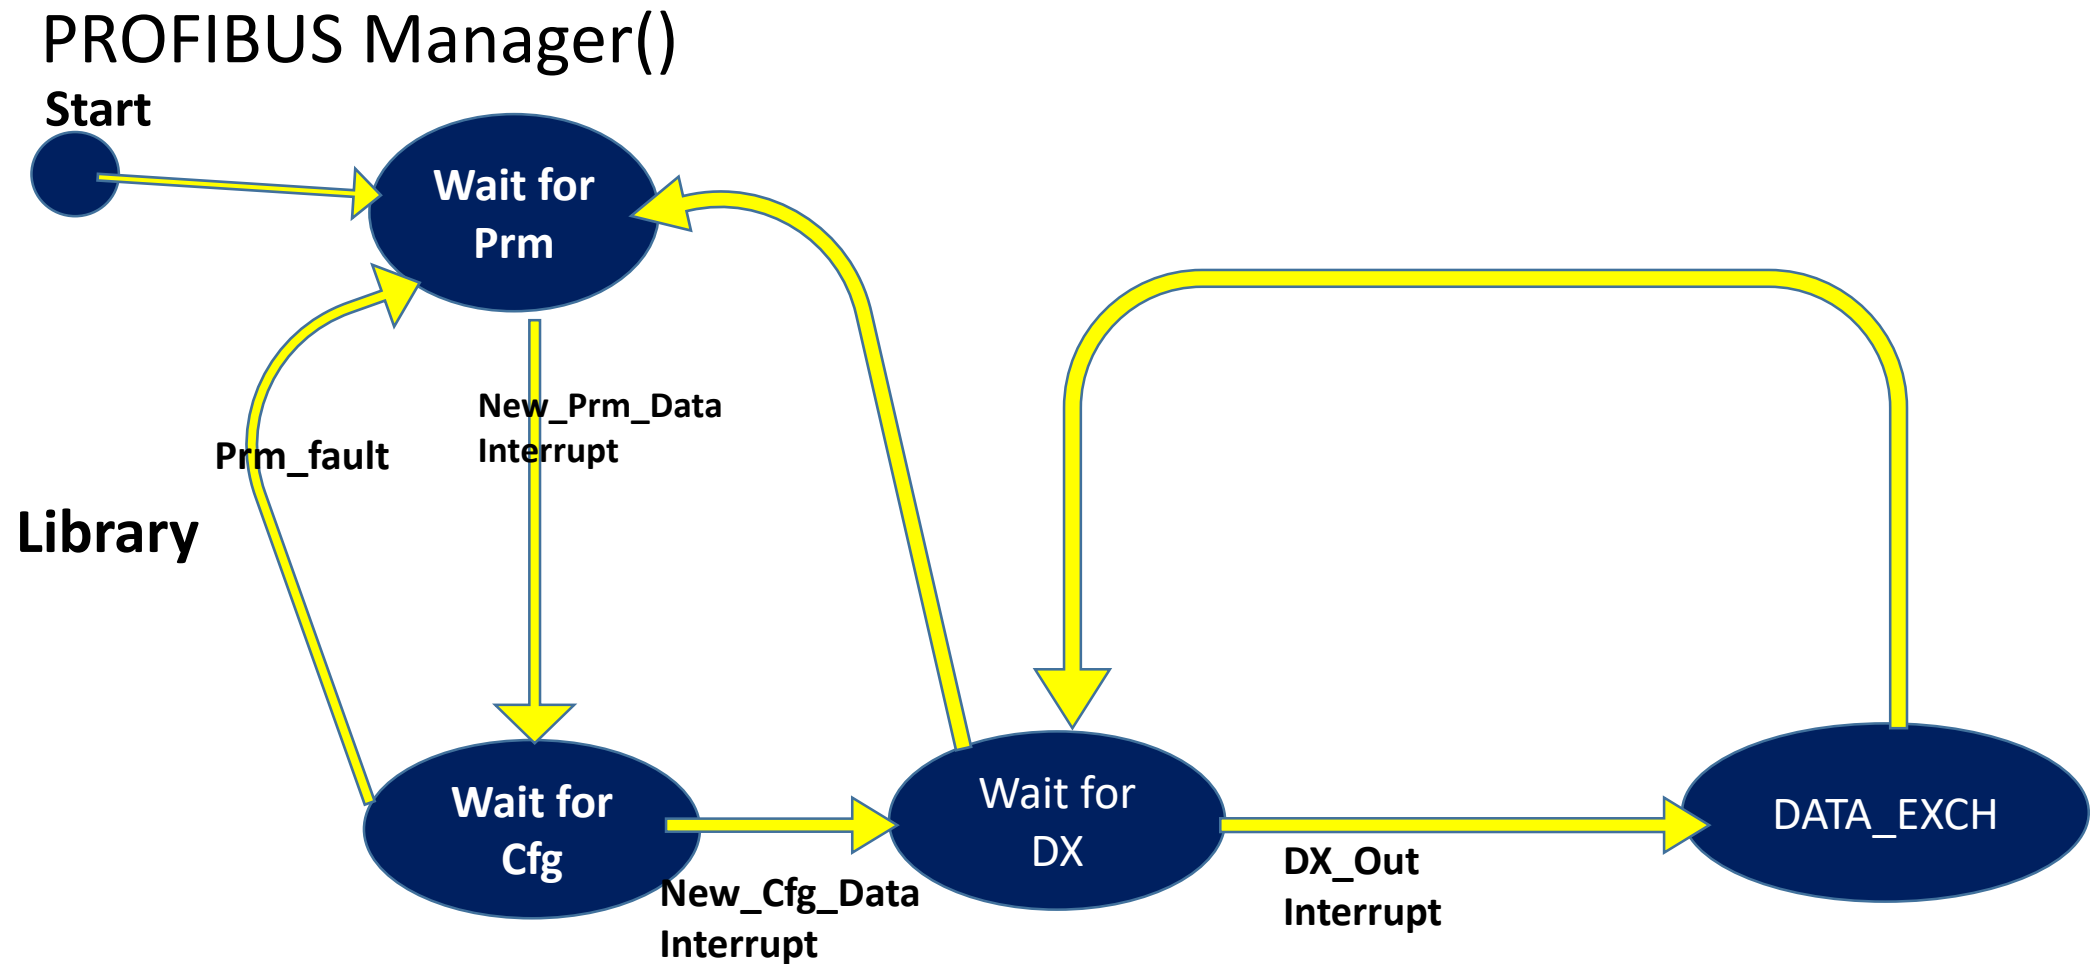 PROFIBUS Manager()
Start
Wait for
Prm
New_Prm_Data
Interrupt
Prm_fault
Library
Wait for
Cfg
New_Cfg_Data
Interrupt
Wait for
DX
DX_Out
Interrupt
DATA_EXCH